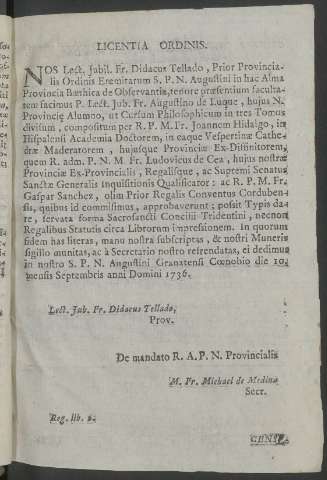 LICENTIA ORDINIS.
NOS Lect. Jubil. Fr. Didacus Tellado, Prior Provincia-
lis Ordinis Eremitarum S. P. N. Augustini in hac Alma
Provincia Bæthica de Observantia, tenore præsentium faculta-
tem facimus P. Lect. Jub. Fr. Augustino de Luque, hujus N.
Provinciæ Alumno, ut Cursum Philosophicum in tres Tomos
divisum, compositum per R. P. M. Fr. Joannem Hidalgo, in
Hispalensi Academia Doctorem, in eaque Vespertinæ Cathe-
dræ Moderatorem, hujusque Provinciæ Ex-Diffinitorem,
quem R. adm. P. N. M. Fr. Ludovicus de Cea, hujus nostræ
Provinciæ Ex-Provincialis, Regalisque, ac Supremi Senatus
Sanctæ Generalis Inquisitionis Qualificator: ac R. P. M. Fr.
Gaspar Sanchez, olim Prior Regalis Conventus Corduben-
sis, quibus id commisimus, approbaverunt; possit Typis da-
re, servata forma Sacrosancti Concilii Tridentini, necnon
Regalibus Statutis circa Librorum impressionem. In quorum
fidem has literas, manu nostra subscriptas, & nostri Muneris
sigillo munitas, ac à Secretario nostro refrendatas, ei dedimus
in nostro S. P. N. Augustini Granatensi Cœnobio die 10.
mensis Septembris anni Domini 1736.
Lect. Jub. Fr. Didacus Tellado,
Prov.
De mandato R. A. P. N. Provincialis
M. Fr. Michael de Medina
Secr.
Reg. lib. 2.